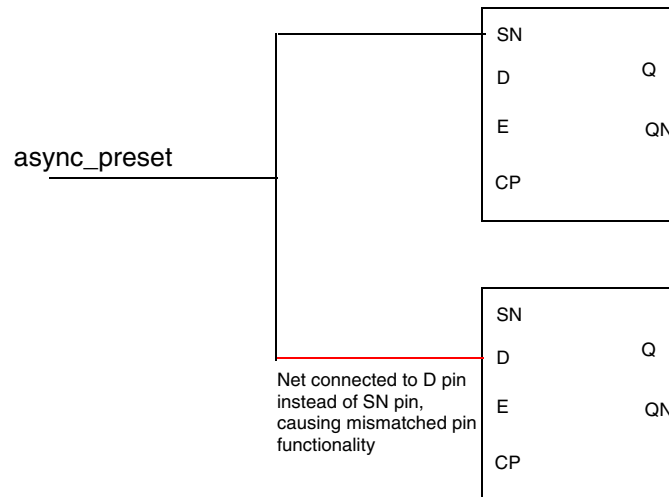 SN
D
Q
E
QN
async_preset
CP
SN
D
Q
Net connected to D pin
instead of SN pin,
causing mismatched pin
functionality
E
QN
CP